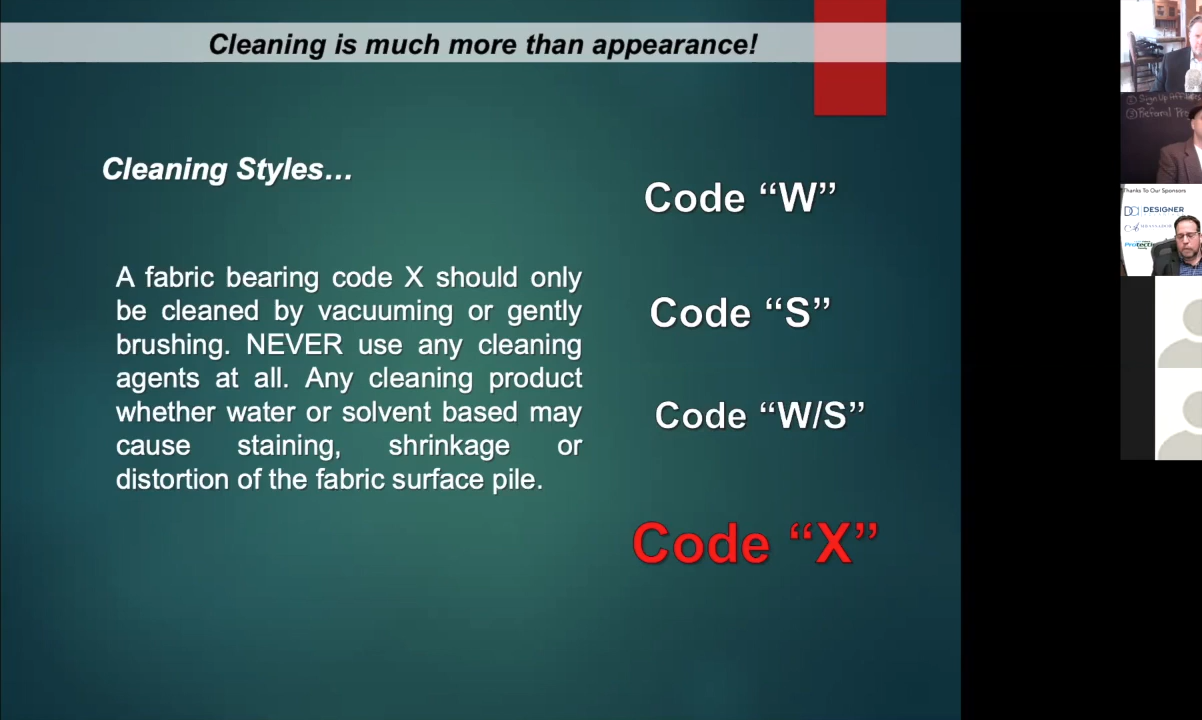 Cleaning is much more than appearance!
Cleaning Styles…
A fabric bearing code X should only
be cleaned by vacuuming or gently
brushing. NEVER use any cleaning
agents at all. Any cleaning product
whether water or solvent based may
cause staining, shrinkage or
distortion of the fabric surface pile.
Code “W”
Code “S”
Code “W/S”
Code “X”
Thanks To Our Sponsors
DESIGNER